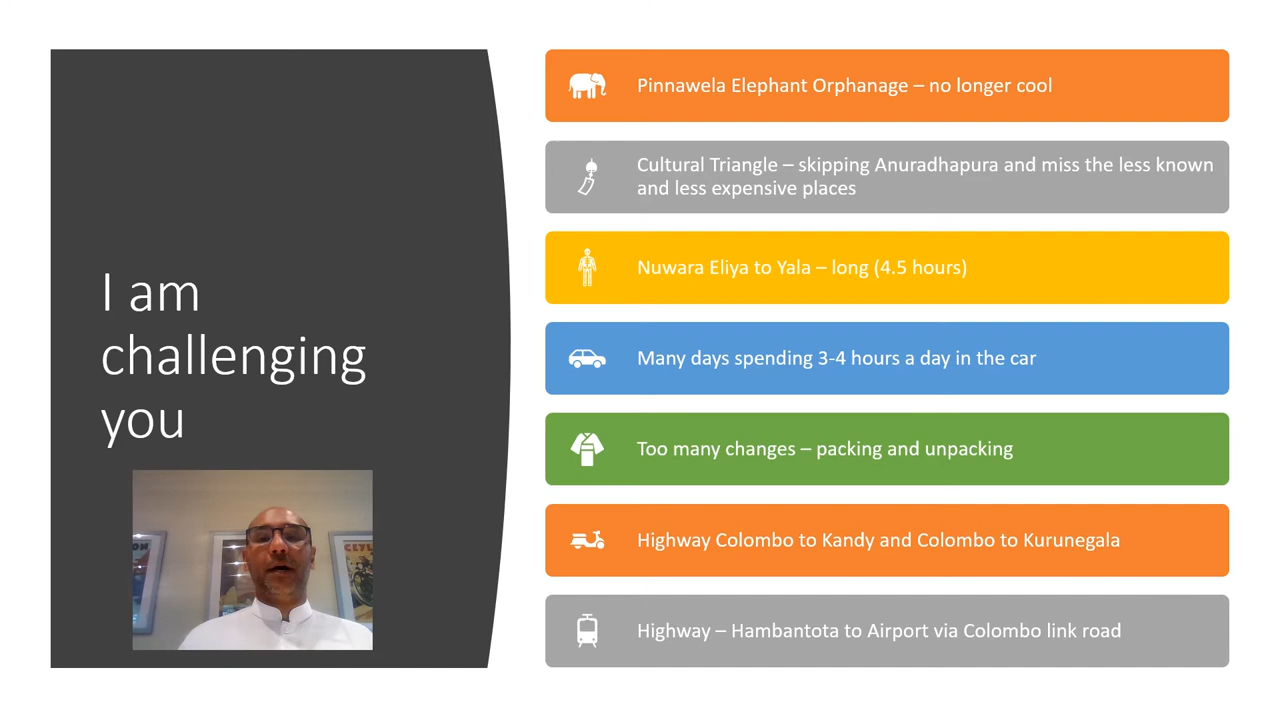 I am
challenging
you
Pinnawela Elephant Orphanage – no longer cool
Cultural Triangle – skipping Anuradhapura and miss the less known
and less expensive places
Nuwara Eliya to Yala – long (4.5 hours)
Many days spending 3-4 hours a day in the car
Too many changes – packing and unpacking
Highway Colombo to Kandy and Colombo to Kurunegala
Highway – Hambantota to Airport via Colombo link road